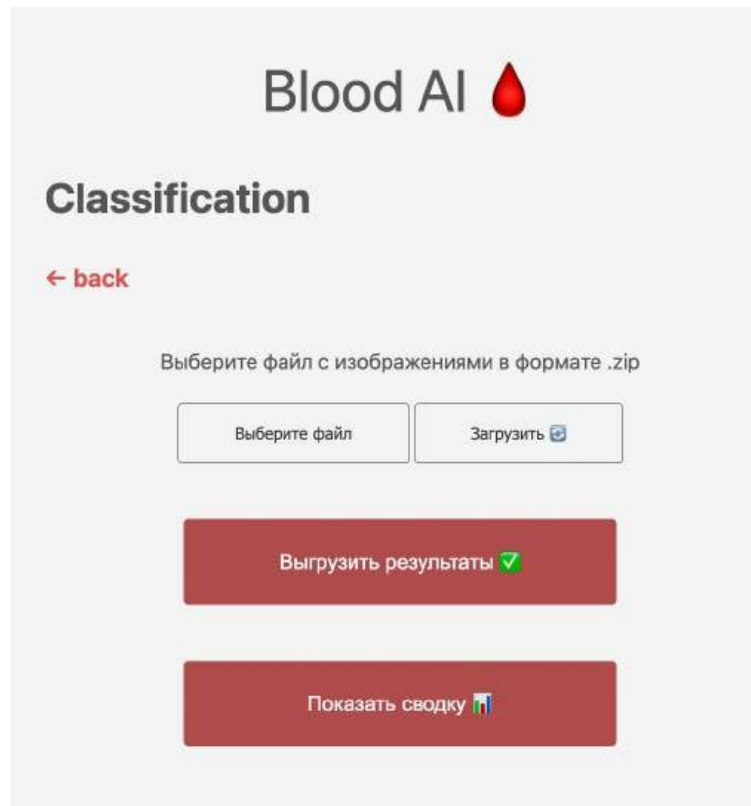 Blood AI 🩸
Classification
← back
Выберите файл с изображениями в формате .zip
Выберите файл
Загрузить 🔄
Выгрузить результаты ✅
Показать сводку 📊